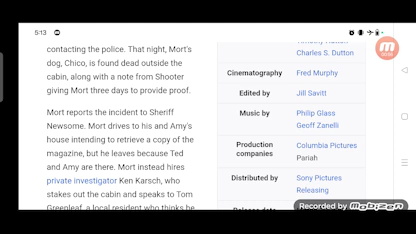 5:13
contacting the police. That night, Mort's
dog, Chico, is found dead outside the
cabin, along with a note from Shooter
giving Mort three days to provide proof.
Mort reports the incident to Sheriff
Newsome. Mort drives to his and Amy's
house intending to retrieve a copy of the
magazine, but he leaves because Ted
and Amy are there. Mort instead hires
private investigator Ken Karsch, who
stakes out the cabin and speaks to Tom
Greenleaf, a local resident who thinks he
Charles S. Dutton
Cinematography Fred Murphy
Edited by Jill Savitt
Music by Philip Glass
Geoff Zanelli
Production companies Columbia Pictures
Pariah
Distributed by Sony Pictures
Releasing
Release date
Recorded by Mobizen